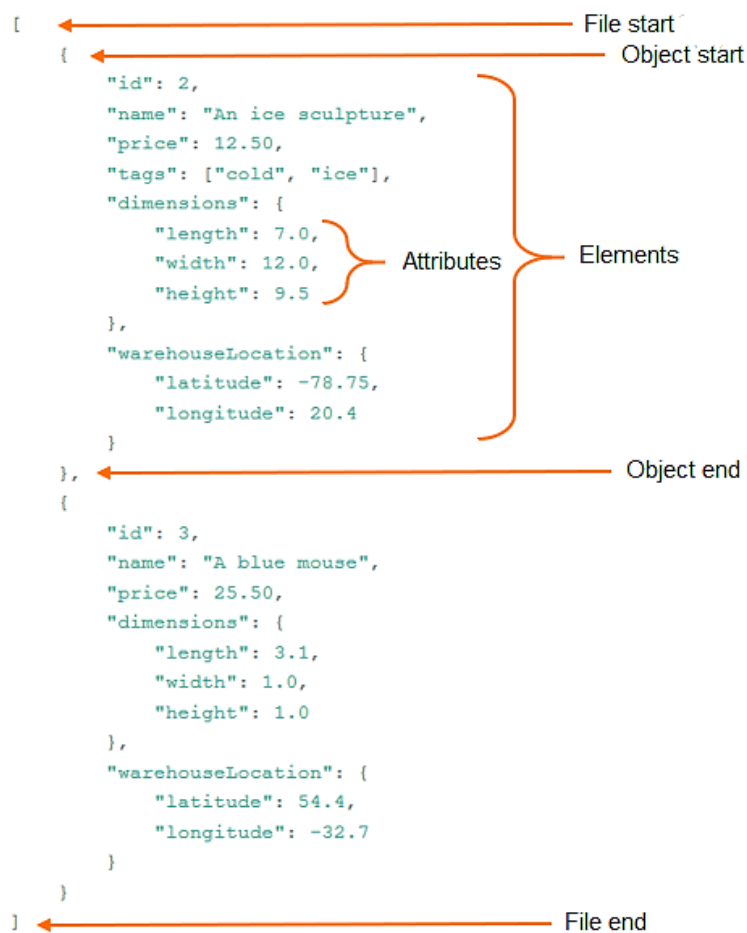 [ File start
{ Object start
"id": 2,
"name": "An ice sculpture",
"price": 12.50,
"tags": ["cold", "ice"],
"dimensions": {
"length": 7.0,
"width": 12.0, Attributes Elements
"height": 9.5
},
"warehouseLocation": {
"latitude": -78.75,
"longitude": 20.4
}
}, Object end
{
"id": 3,
"name": "A blue mouse",
"price": 25.50,
"dimensions": {
"length": 3.1,
"width": 1.0,
"height": 1.0
},
"warehouseLocation": {
"latitude": 54.4,
"longitude": -32.7
}
}
] File end